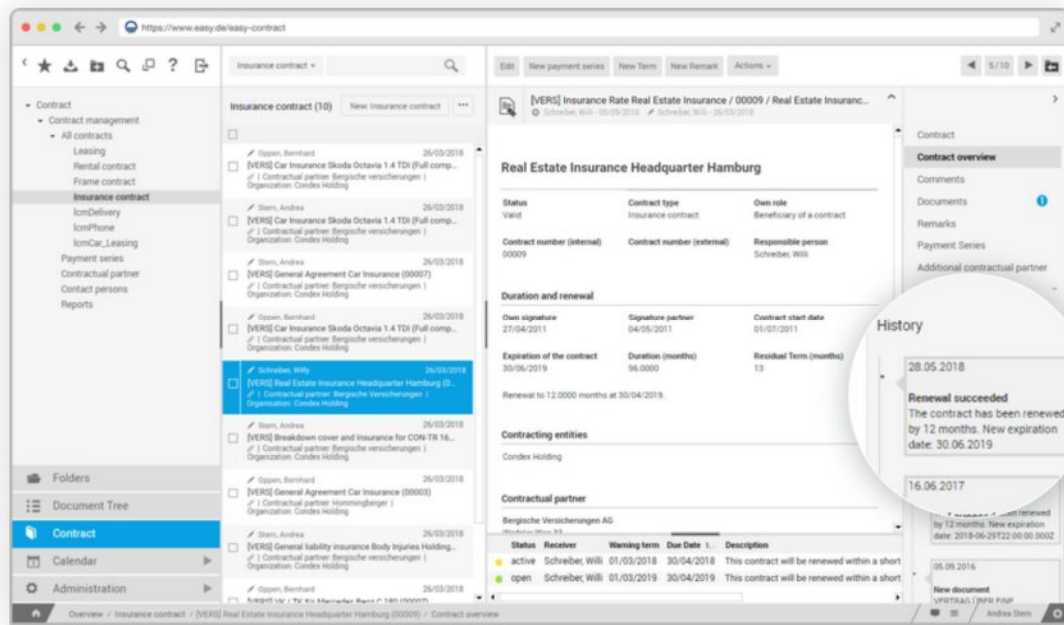 https://www.easy.de/easy-contract
Contract
Contract management
All contracts
Leasing
Rental contract
Frame contract
Insurance contract
lcmDelivery
lcmPhone
lcmCar_Leasing
Payment series
Contractual partner
Contact persons
Reports
Folders
Document Tree
Contract
Calendar
Administration
Insurance contract
Insurance contract (10) New Insurance contract ...
Oppen, Bernhard 26/03/2018
[VERS] Car Insurance Skoda Octavia 1.4 TDI (Full comp...
Contractual partner: Bergische versicherungen |
Organization: Condex Holding
Stern, Andrea 26/03/2018
[VERS] Car Insurance Skoda Octavia 1.4 TDI (Full comp...
Contractual partner: Bergische versicherungen |
Organization: Condex Holding
Stern, Andrea 26/03/2018
[VERS] General Agreement Car Insurance (00007)
Contractual partner: Bergische versicherungen |
Organization: Condex Holding
Oppen, Bernhard 26/03/2018
[VERS] Car Insurance Skoda Octavia 1.4 TDI (Full comp...
Contractual partner: Bergische versicherungen |
Organization: Condex Holding
Schreiber, Willy 26/03/2018
[VERS] Real Estate Insurance Headquarter Hamburg (0...
Contractual partner: Bergische Versicherungen |
Organisation: Condex Holding
Stern, Andrea 26/03/2018
[VERS] Breakdown cover and Insurance for CON-TR 16...
Contractual partner: Bergische versicherungen |
Organization: Condex Holding
Oppen, Bernhard 26/03/2018
[VERS] General Agreement Car Insurance (00003)
Contractual partner Hommingberger |
Organization: Condex Holding
Stern, Andrea 26/03/2018
[VERS] General liability insurance Body Injuries Holding...
Contractual partner: Bergische versicherungen |
Organization: Condex Holding
Oppen, Bernhard 26/03/2018
Edit New payment series New Term New Remark Actions 5/10
[VERS] Insurance Rate Real Estate Insurance / 00009 / Real Estate Insuranc...
Schreiber, Willi - 05/09/2016 Schreiber, Willi - 26/03/2018
Real Estate Insurance Headquarter Hamburg
Status Contract type Own role
Valid Insurance contract Beneficiary of a contract
Contract number (internal) Contract number (external) Responsible person
00009 Schreiber, Willi
Duration and renewal
Own signature Signature partner Contract start date
27/04/2011 04/05/2011 01/07/2011
Expiration of the contract Duration (months) Residual Term (months)
30/06/2019 96.0000 13
Renewal to 12.0000 months at 30/04/2019.
Contracting entities
Condex Holding
Contractual partner
Bergische Versicherungen AG
Status Receiver Warning term Due Date 1... Description
active Schreiber, Willi 01/03/2018 30/04/2018 This contract will be renewed within a short
open Schreiber, Willi 01/03/2019 30/04/2019 This contract will be renewed within a short
Contract
Contract overview
Comments
Documents 1
Remarks
Payment Series
Additional contractual partner
History
28.05.2018
Renewal succeeded
The contract has been renewed
by 12 months. New expiration
date: 30.06.2019
16.06.2017
renewed
by 12 months. New expiration
date: 2018-06-29T22:00:00.000Z
05.09.2016
New document
VERTRAG ÜBER EINE
Overview / Insurance contract / [VERS] Real Estate Insurance Headquarter Hamburg (00009) / Contract overview
Andrea Stein